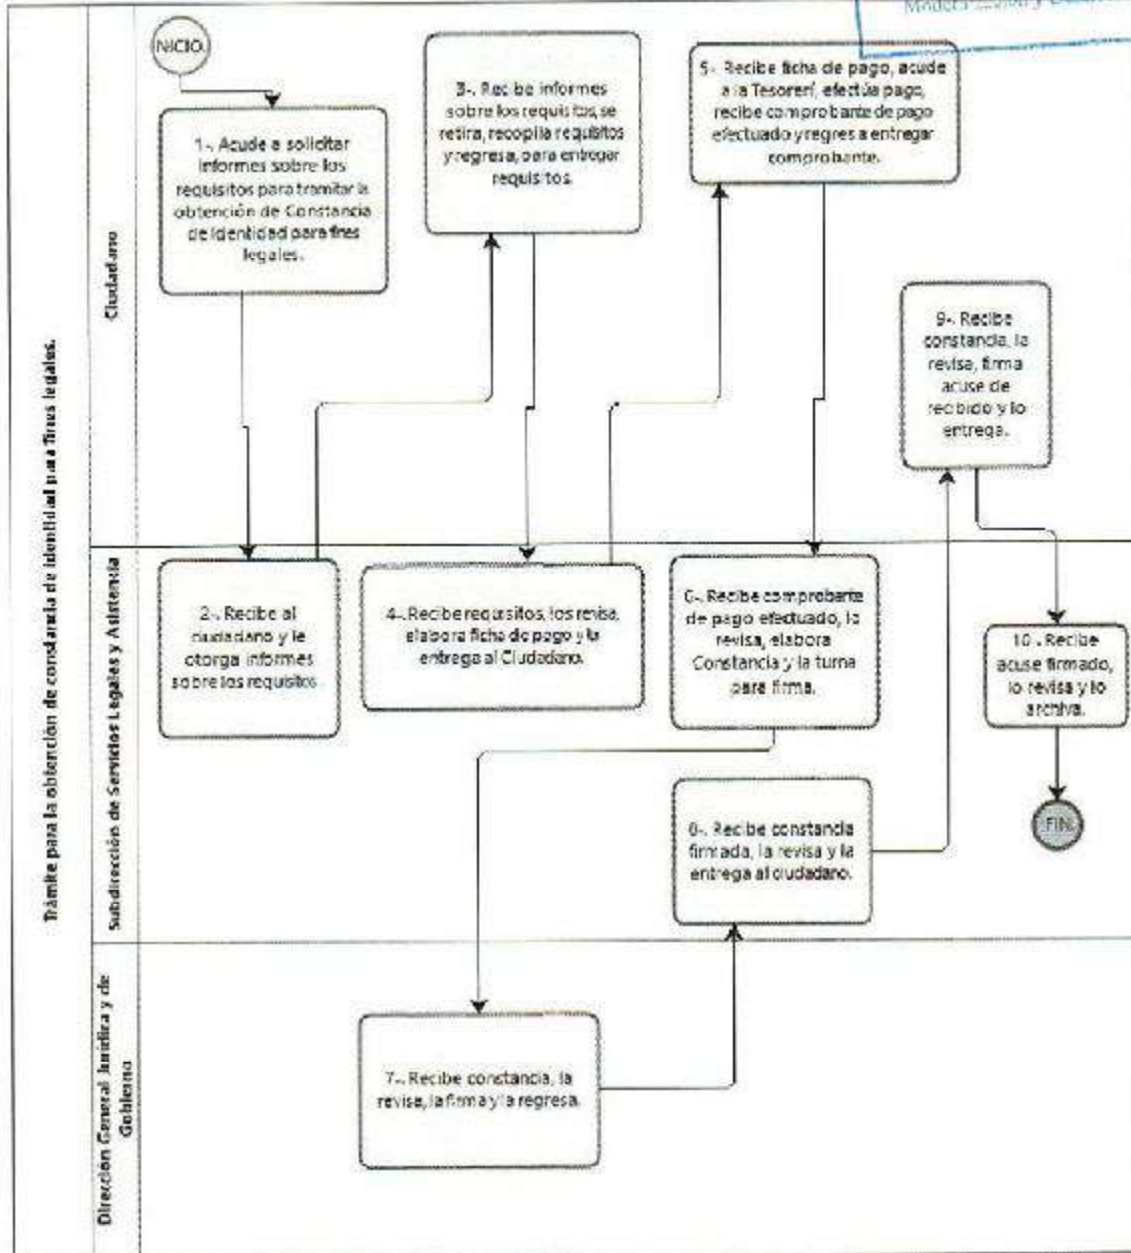 Trámite para la obtención de constancia de identidad para fines legales.
Ciudadano
INICIO.
1-. Acude a solicitar
informes sobre los
requisitos para tramitar la
obtención de Constancia
de Identidad para fines
legales.
3-. Recibe informes
sobre los requisitos, se
retira, recopila requisitos
y regresa, para entregar
requisitos.
5-. Recibe ficha de pago, acude
a la Tesorerí, efectúa pago,
recibe comprobante de pago
efectuado y regresa entregar
comprobante.
9-. Recibe
constancia, la
revisa, firma
acuse de
recibido y lo
entrega.
Subdirección de Servicios Legales y Asistencia
2-. Recibe al
ciudadano y le
otorga informes
sobre los requisitos.
4-. Recibe requisitos, los revisa,
elabora ficha de pago y la
entrega al Ciudadano.
6-. Recibe comprobante
de pago efectuado, lo
revisa, elabora
Constancia y la turna
para firma.
10-. Recibe
acuse firmado,
lo revisa y lo
archiva.
8-. Recibe constancia
firmada, la revisa y la
entrega al ciudadano.
FIN.
Dirección General Jurídica y de
Gobierno
7-. Recibe constancia, la
revisa, la firma y la regresa.